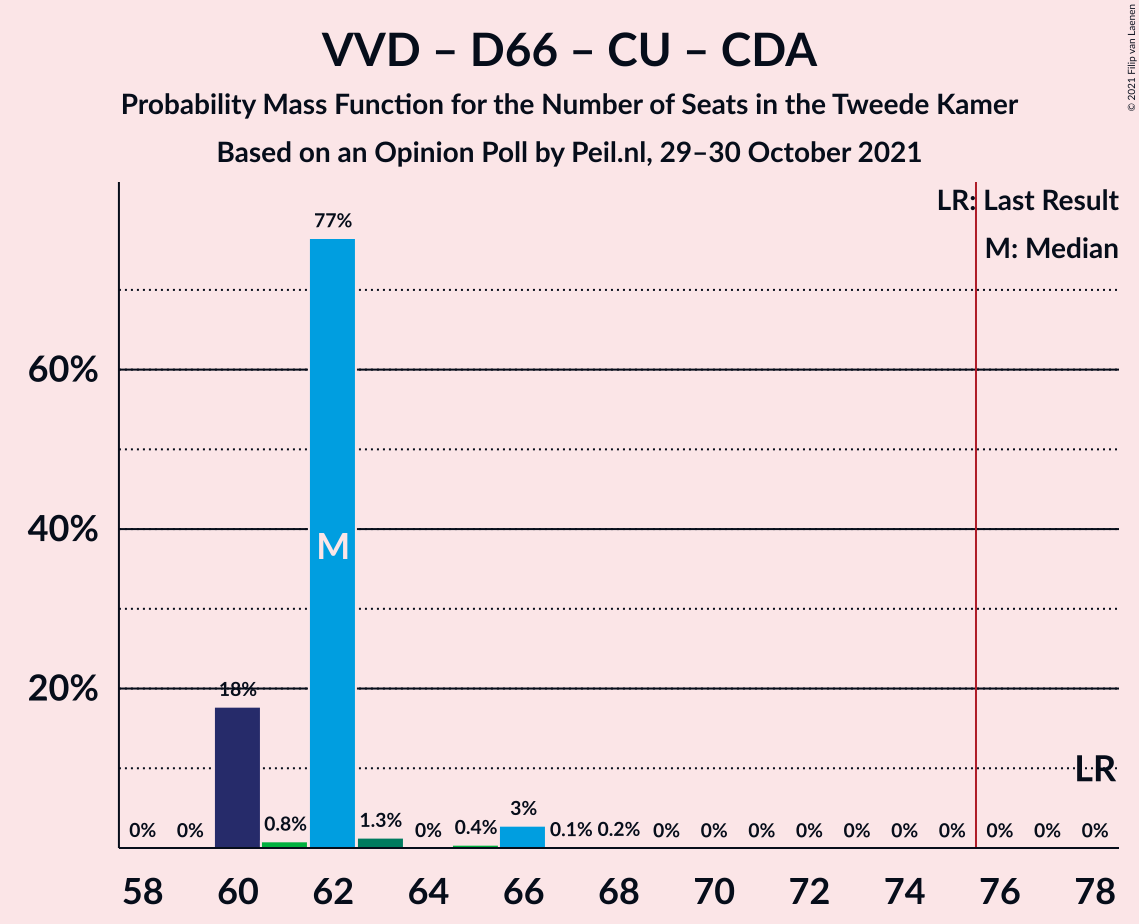 VVD – D66 – CU – CDA
Probability Mass Function for the Number of Seats in the Tweede Kamer
Based on an Opinion Poll by Peil.nl, 29–30 October 2021
© 2021 Filip van Laenen
LR: Last Result
M: Median
77%
60%
40%
M
20%
18%
LR
0% 0% 0.8% 1.3% 0% 0.4% 3% 0.1% 0.2% 0% 0% 0% 0% 0% 0% 0% 0% 0% 0%
58 60 62 64 66 68 70 72 74 76 78